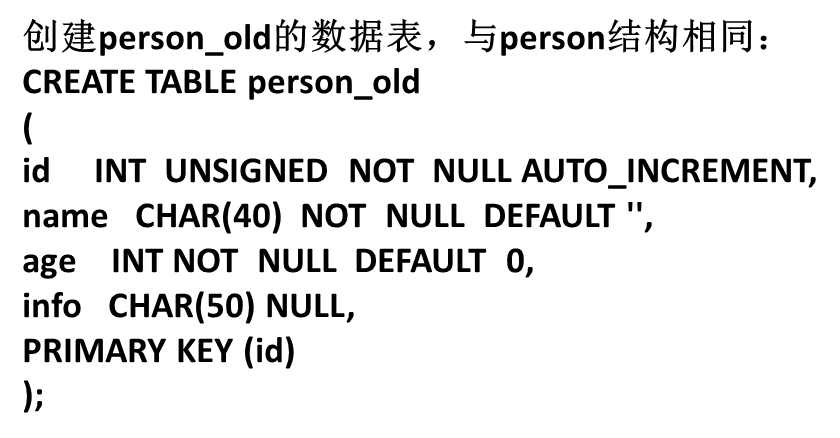 创建person_old的数据表，与person结构相同：
CREATE TABLE person_old
(
id INT UNSIGNED NOT NULL AUTO_INCREMENT,
name CHAR(40) NOT NULL DEFAULT '',
age INT NOT NULL DEFAULT 0,
info CHAR(50) NULL,
PRIMARY KEY (id)
);